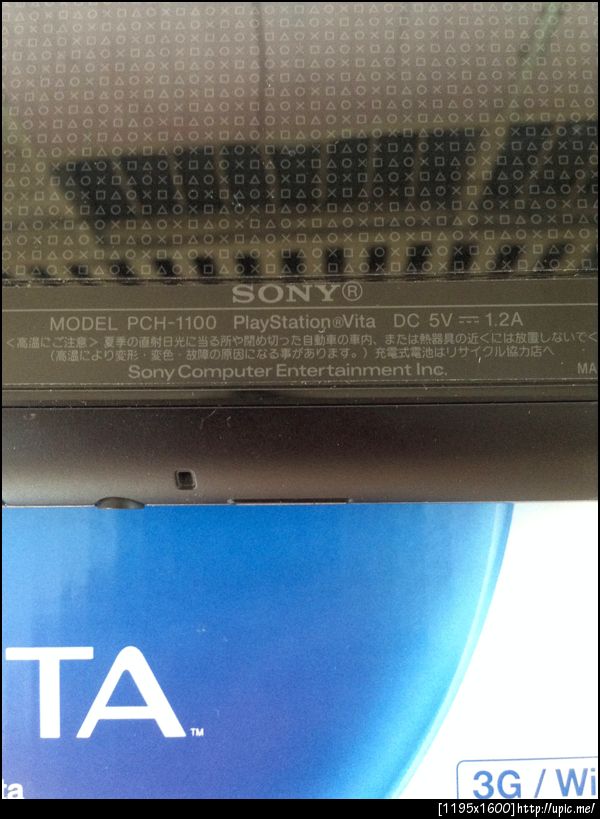 SONY®
MODEL PCH-1100 PlayStation®Vita DC 5V ⎓ 1.2A
<高温にご注意> 夏季の直射日光に当る所や閉め切った自動車の車内、または熱器具の近くには放置しないで<
(高温により変形・変色・故障の原因になる事があります。) 充電式電池はリサイクル協力店へ
MA
Sony Computer Entertainment Inc.
TA™
ta
3G / Wi
[1195x1600]http://upic.me/